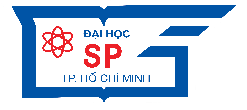 ĐẠI HỌC
SP
TP. HỒ CHÍ MINH